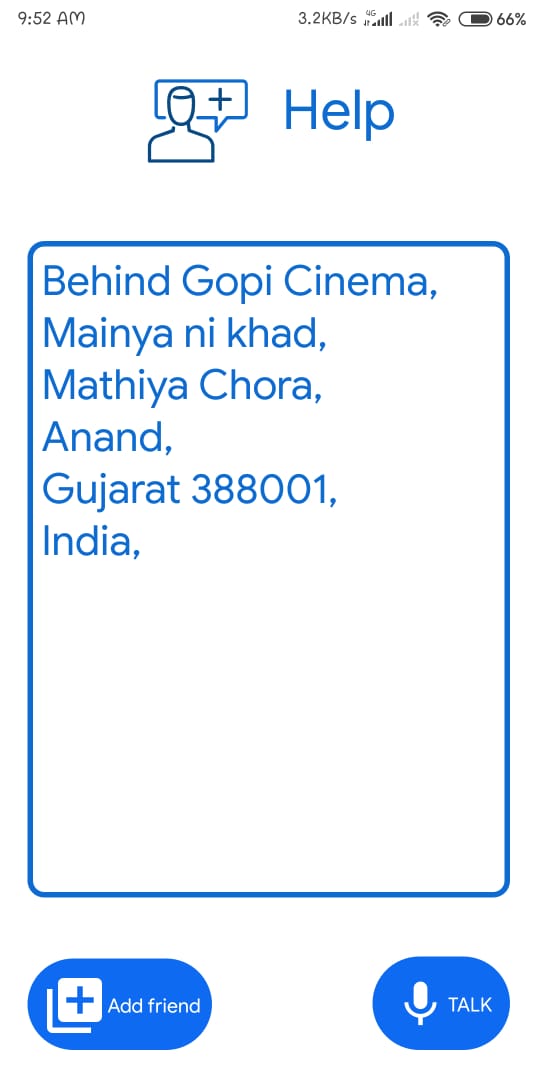 9:52 AM 3.2KB/s 4G 66%
Help
Behind Gopi Cinema,
Mainya ni khad,
Mathiya Chora,
Anand,
Gujarat 388001,
India,
Add friend
TALK